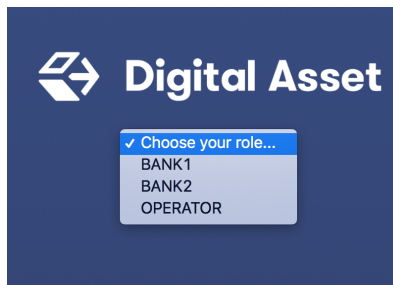 Digital Asset
✓ Choose your role...
BANK1
BANK2
OPERATOR